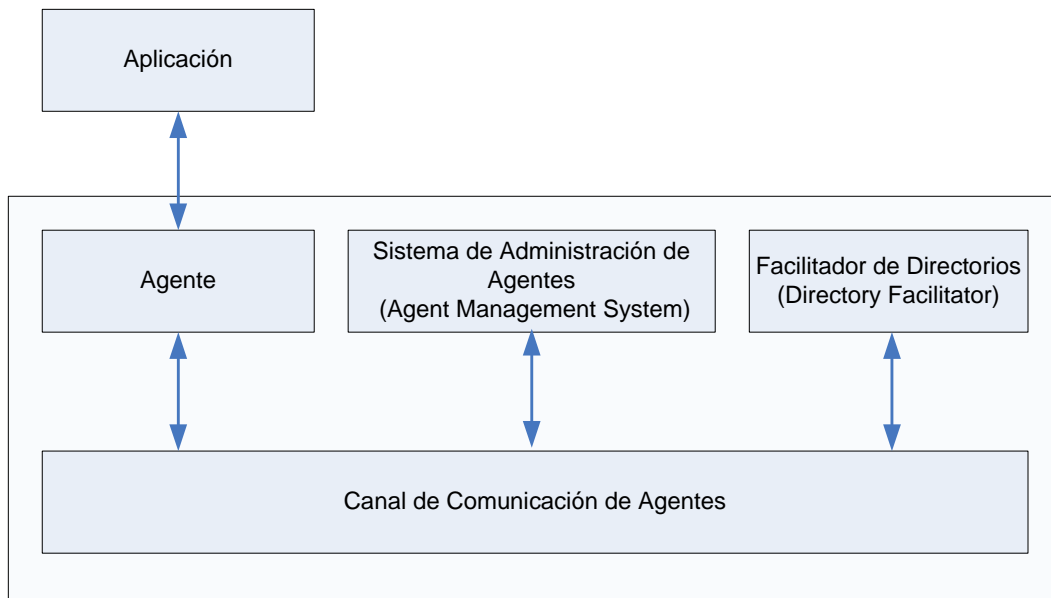 Aplicación
Agente
Sistema de Administración de
Agentes
(Agent Management System)
Facilitador de Directorios
(Directory Facilitator)
Canal de Comunicación de Agentes